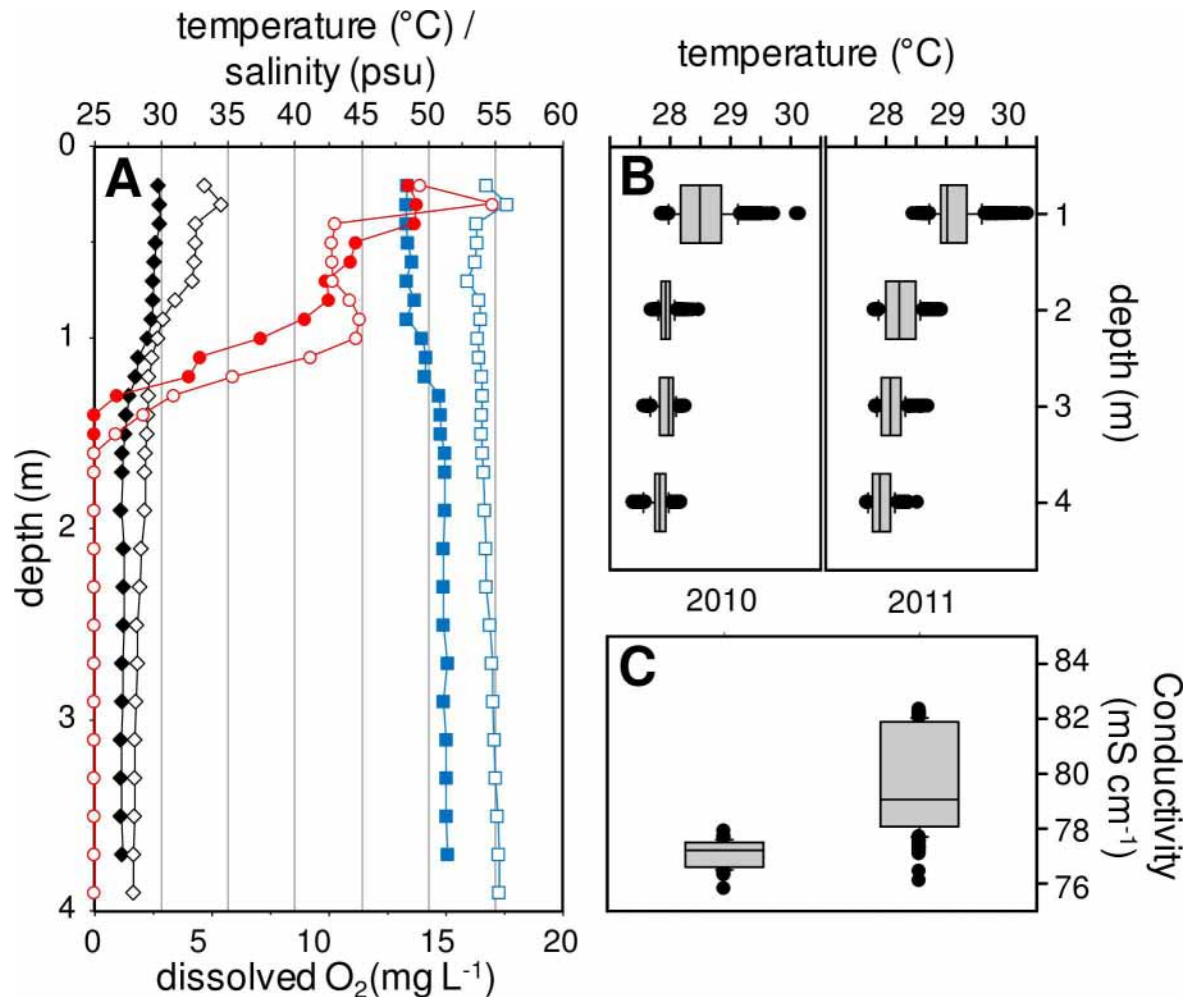 temperature (°C) /
salinity (psu)
25 30 35 40 45 50 55 60
0
1
2
3
4
depth (m)
A
0 5 10 15 20
dissolved O₂(mg L⁻¹)
temperature (°C)
28 29 30 28 29 30
B
1
2
3
4
depth (m)
2010 2011
C
84
82
80
78
76
Conductivity
(mS cm⁻¹)